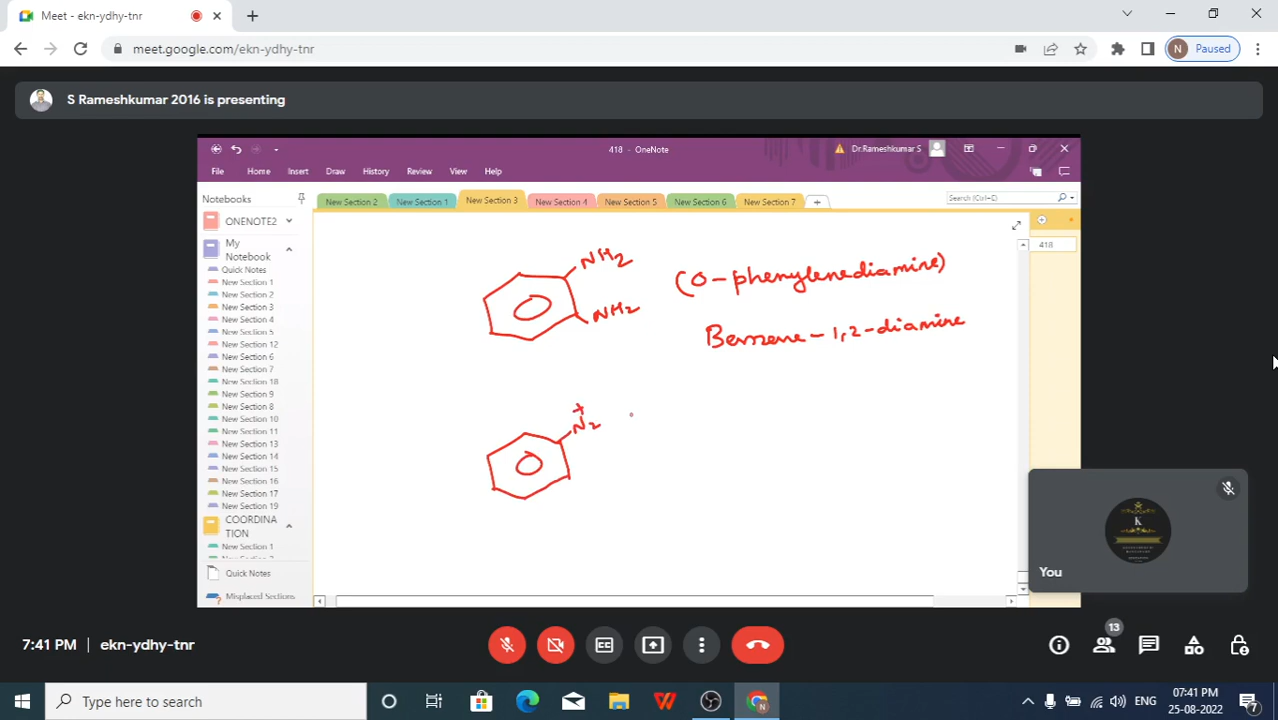 Meet - ekn-ydhy-tnr
meet.google.com/ekn-ydhy-tnr
N Paused
S Rameshkumar 2016 is presenting
418 - OneNote
Dr.Rameshkumar S
File Home Insert Draw History Review View Help
Notebooks
New Section 2 New Section 1 New Section 3 New Section 4 New Section 5 New Section 6 New Section 7
Search (Ctrl+E)
ONENOTE2
418
My
Notebook
Quick Notes
New Section 1
New Section 2
New Section 3
New Section 4
New Section 5
New Section 12
New Section 6
New Section 7
New Section 18
New Section 9
New Section 8
New Section 10
New Section 11
New Section 13
New Section 14
New Section 15
New Section 16
New Section 17
New Section 19
COORDINA
TION
New Section 1
Quick Notes
Misplaced Sections
NH2
(O-phenylenediamine)
NH2
Benzene-1,2-diamine
+
N2
K
You
7:41 PM | ekn-ydhy-tnr
13
Type here to search
ENG
07:41 PM
25-08-2022
7